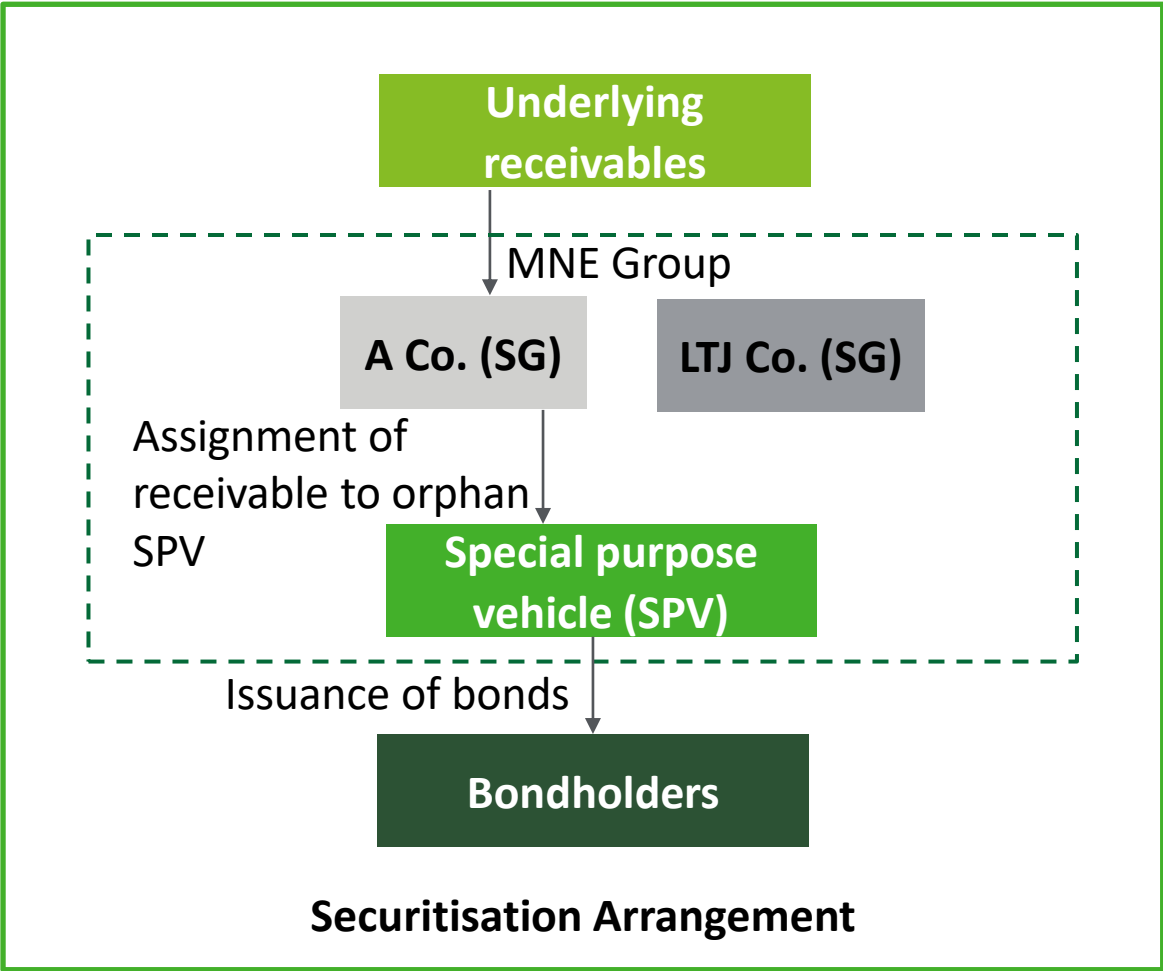 Underlying
receivables
MNE Group
A Co. (SG)
LTJ Co. (SG)
Assignment of
receivable to orphan
SPV
Special purpose
vehicle (SPV)
Issuance of bonds
Bondholders
Securitisation Arrangement